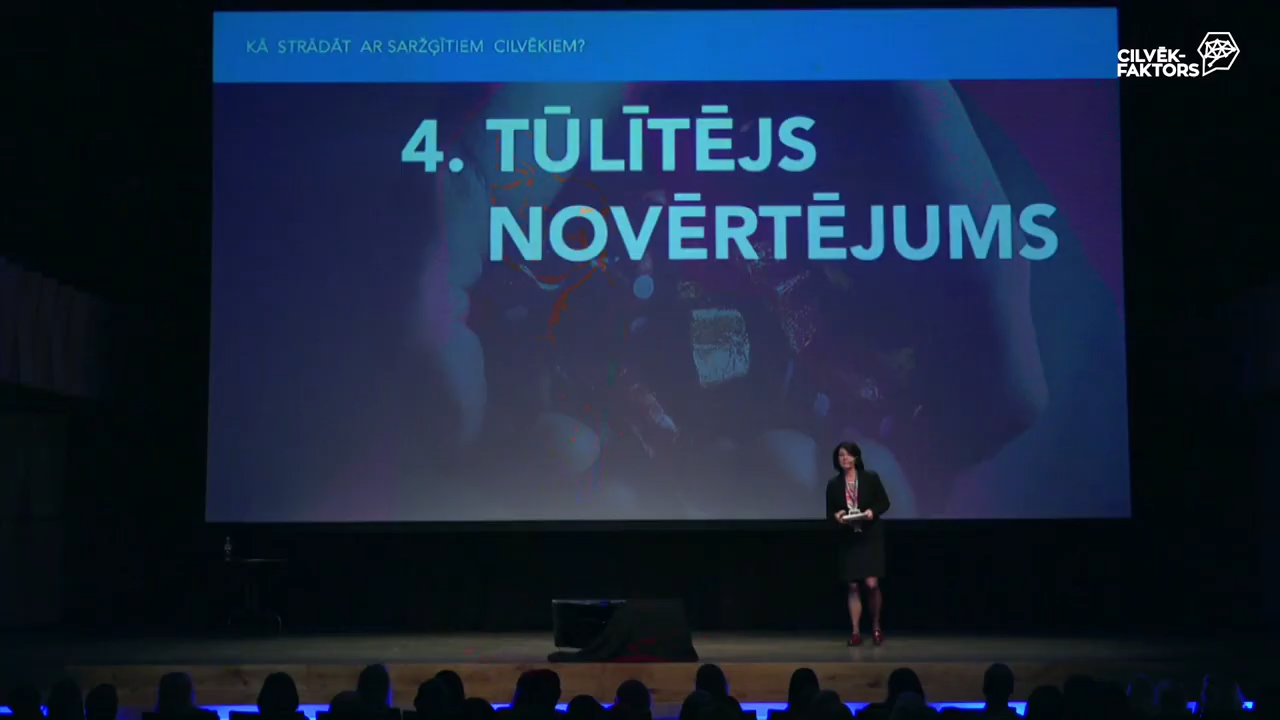 KĀ STRĀDĀT AR SARŽĢĪTIEM CILVĒKIEM?
CILVĒK-
FAKTORS
4. TŪLĪTĒJS
NOVĒRTĒJUMS